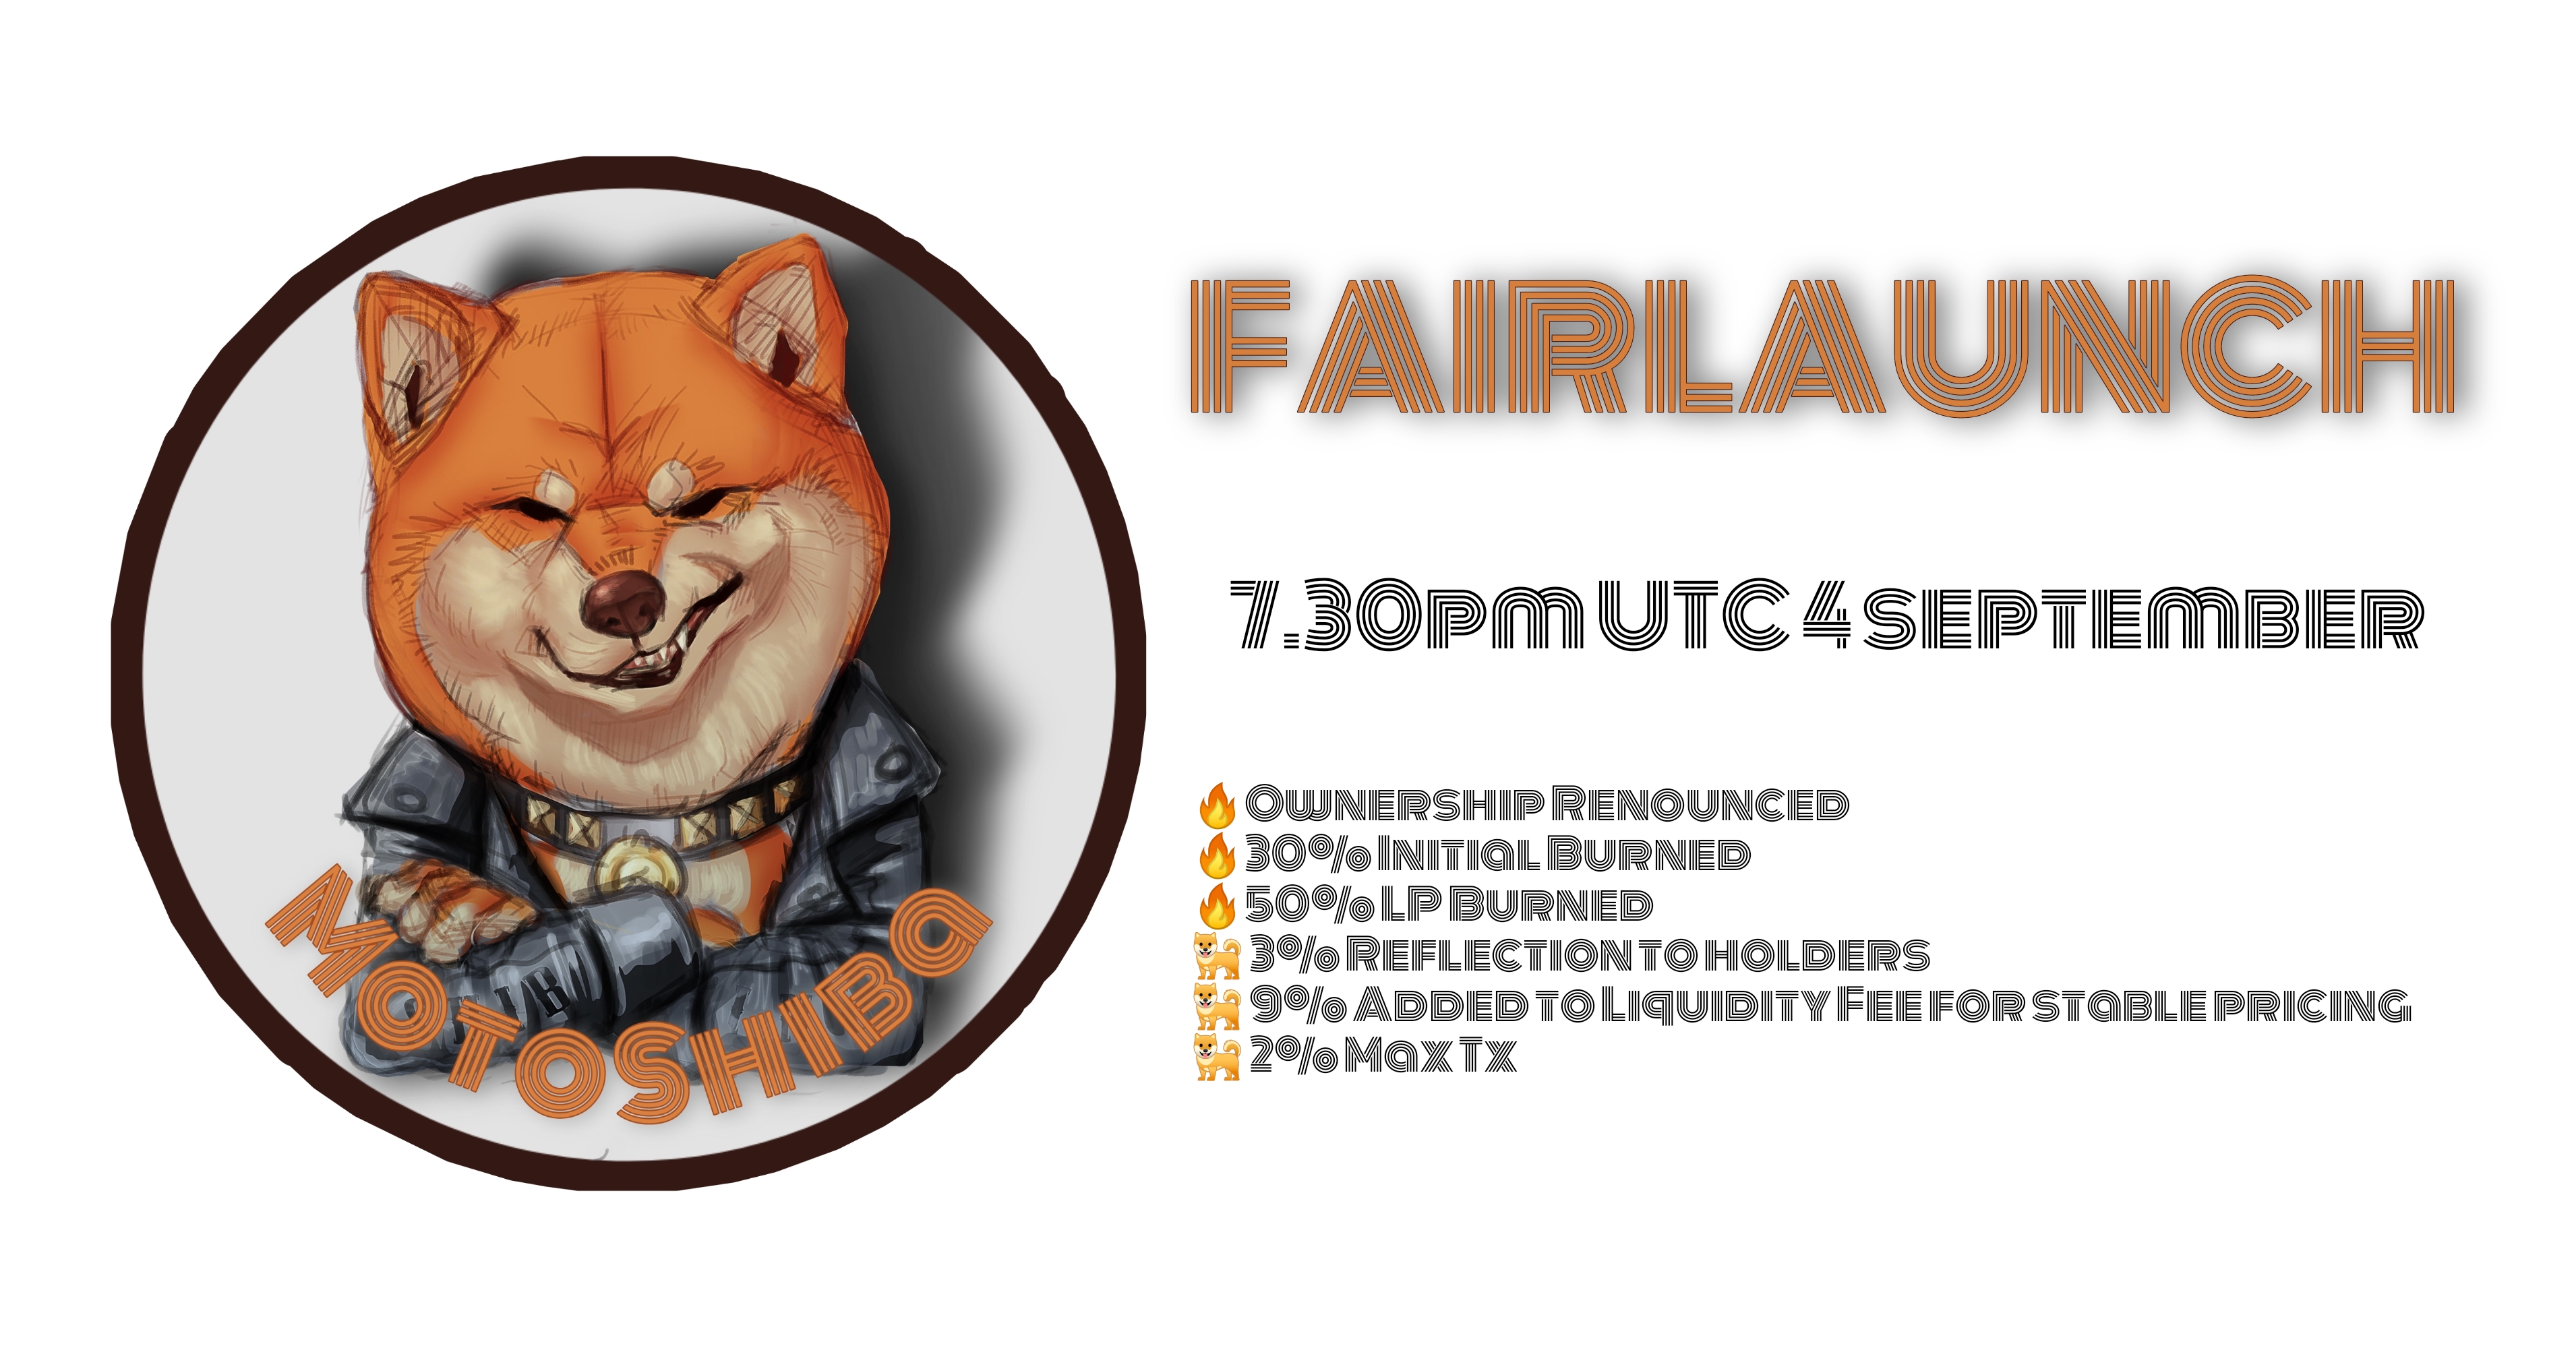 MOTOSHIBA
FAIRLAUNCH
7.30pm UTC 4 september
🔥 Ownership Renounced
🔥 30% Initial Burned
🔥 50% LP Burned
🐕 3% Reflection to holders
🐕 9% Added to Liquidity Fee for stable pricing
🐕 2% Max Tx